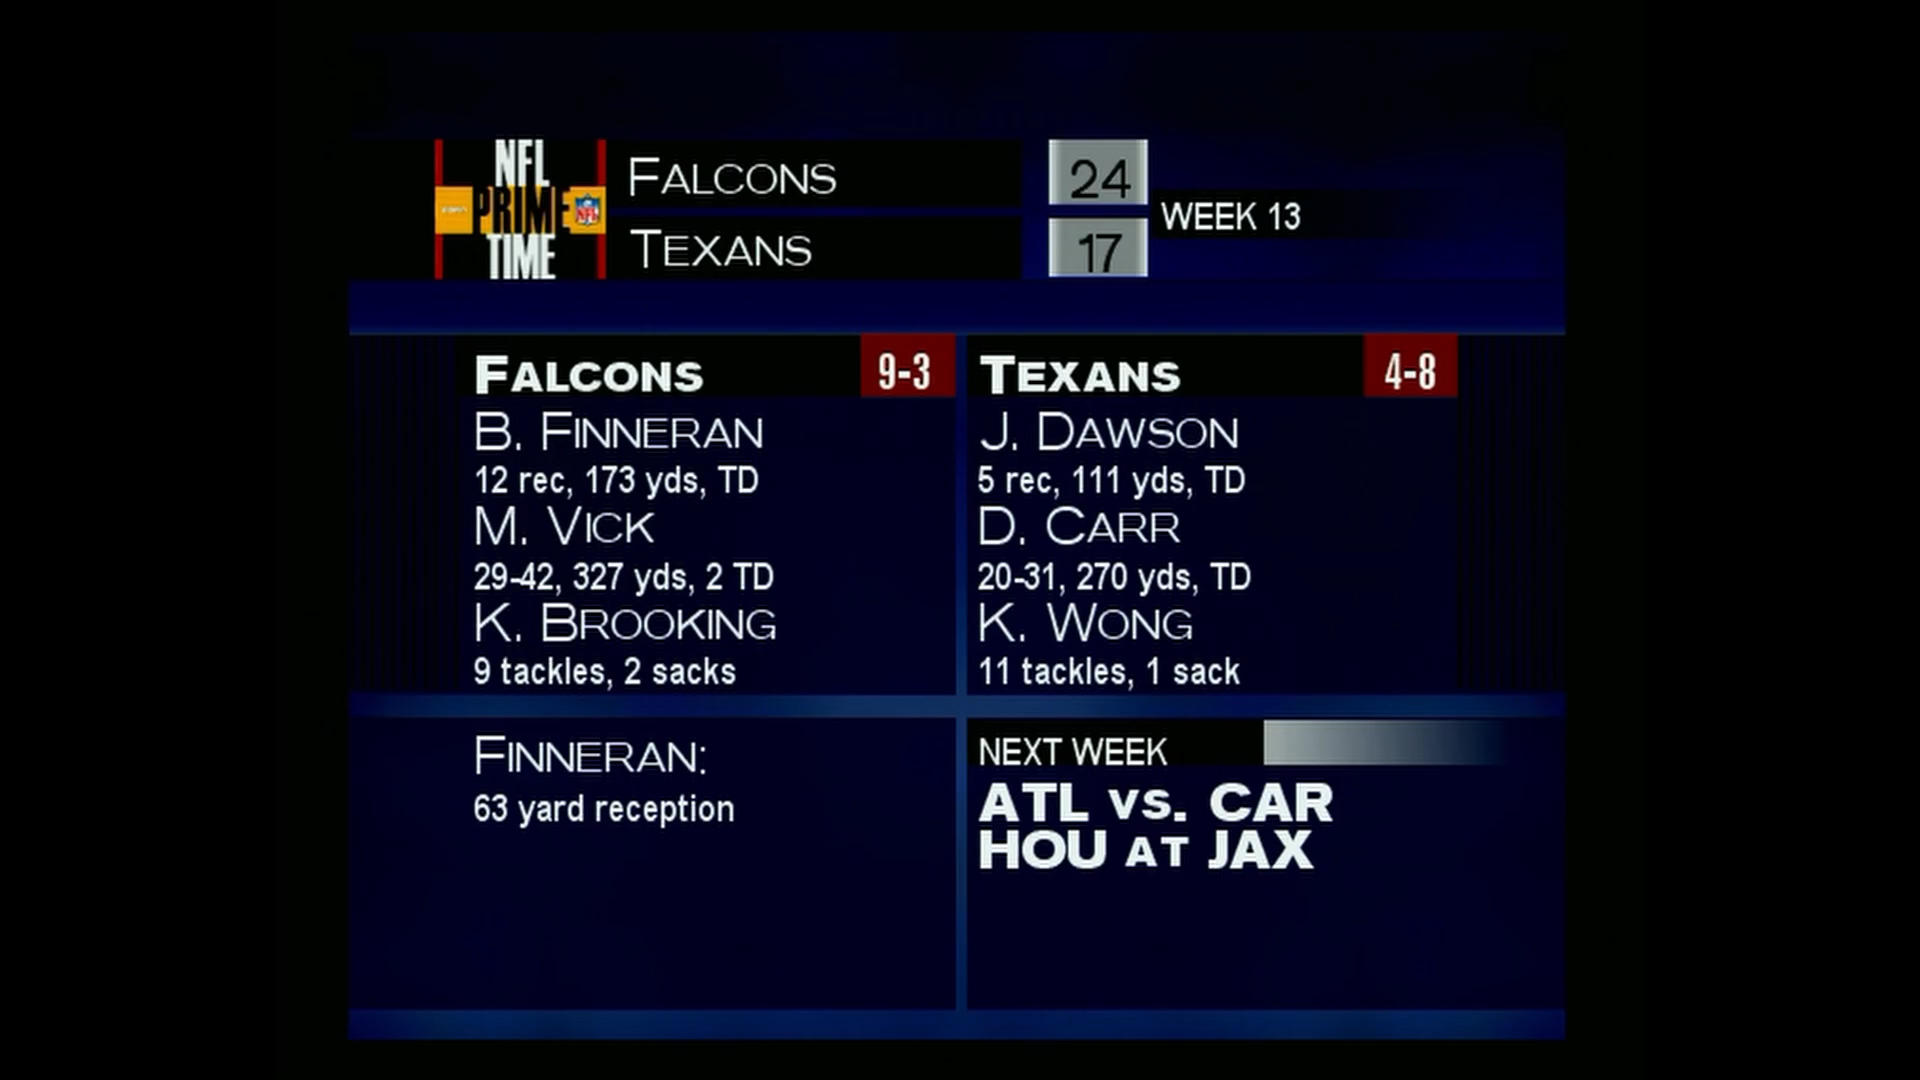 NFL
PRIME
TIME
FALCONS 24
TEXANS 17
WEEK 13
FALCONS 9-3
B. FINNERAN
12 rec, 173 yds, TD
M. VICK
29-42, 327 yds, 2 TD
K. BROOKING
9 tackles, 2 sacks
TEXANS 4-8
J. DAWSON
5 rec, 111 yds, TD
D. CARR
20-31, 270 yds, TD
K. WONG
11 tackles, 1 sack
FINNERAN:
63 yard reception
NEXT WEEK
ATL VS. CAR
HOU AT JAX